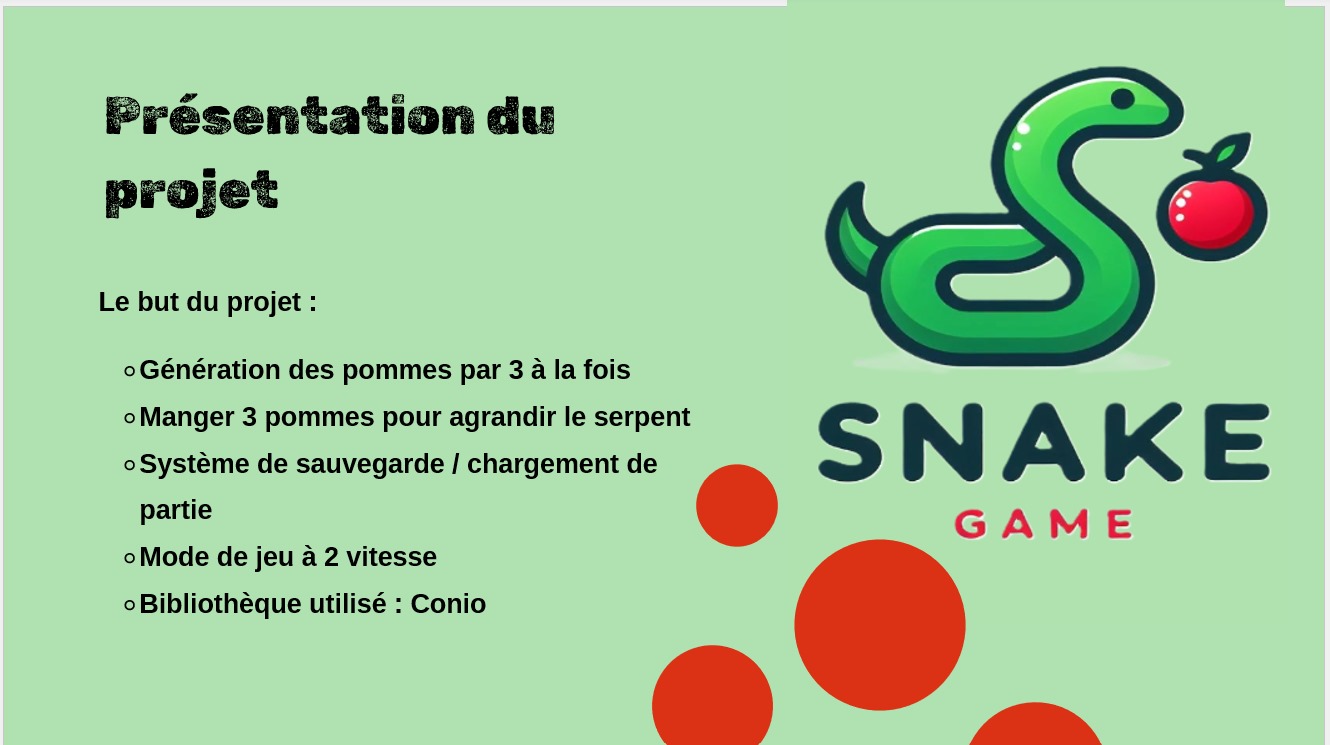 Présentation du
projet
Le but du projet :
Génération des pommes par 3 à la fois
Manger 3 pommes pour agrandir le serpent
Système de sauvegarde / chargement de
partie
Mode de jeu à 2 vitesse
Bibliothèque utilisé : Conio
SNAKE
GAME